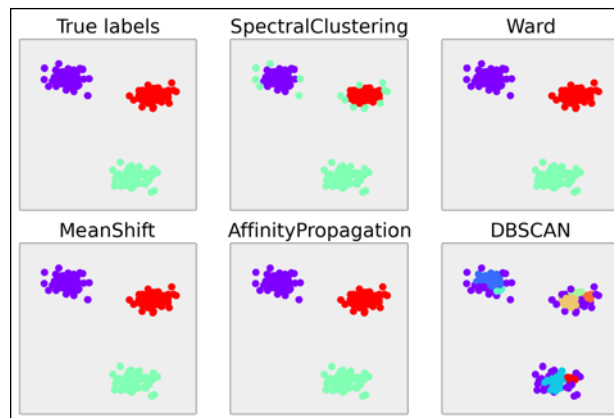 True labels
SpectralClustering
Ward
MeanShift
AffinityPropagation
DBSCAN